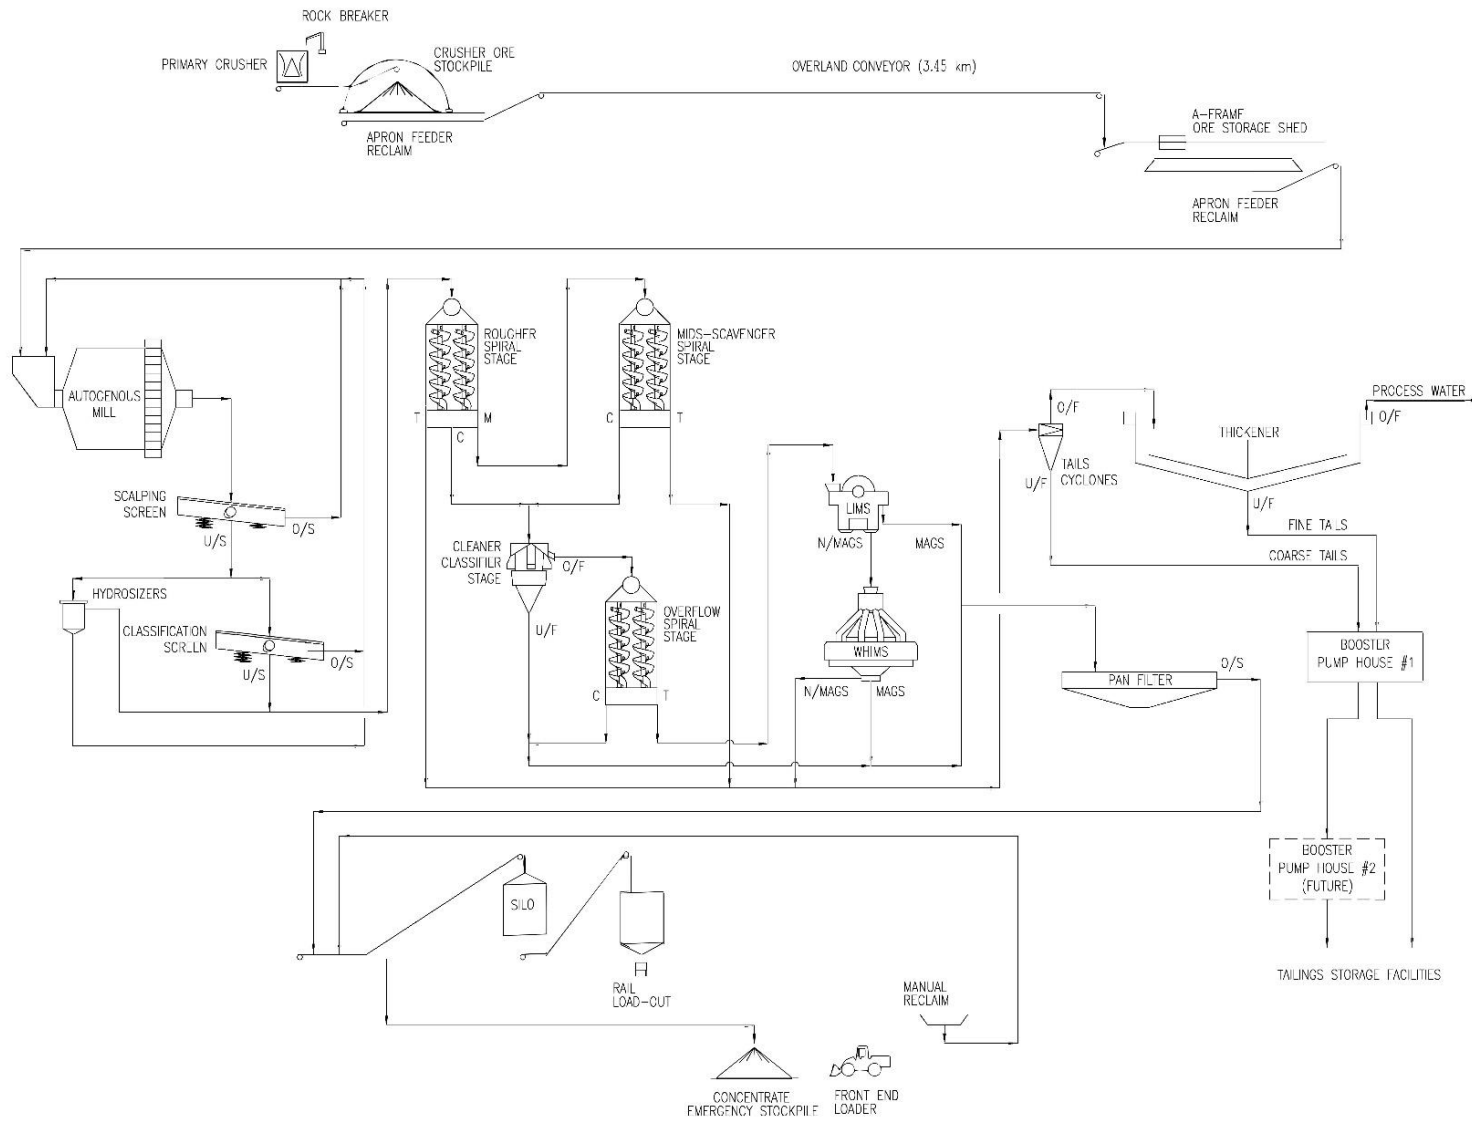 ROCK BREAKER
PRIMARY CRUSHER
CRUSHER ORE
STOCKPILE
OVERLAND CONVEYOR (3.45 km)
APRON FEEDER
RECLAIM
A-FRAME
ORE STORAGE SHED
APRON FEEDER
RECLAIM
AUTOGENOUS
MILL
ROUGHER
SPIRAL
STAGE
T
M
C
MIDS-SCAVENGER
SPIRAL
STAGE
C
T
SCALPING
SCREEN
O/S
U/S
HYDROSIZERS
CLASSIFICATION
SCREEN
O/S
U/S
CLEANER
CLASSIFIER
STAGE
O/F
U/F
OVERFLOW
SPIRAL
STAGE
C
T
LIMS
N/MAGS
MAGS
WHIMS
N/MAGS
MAGS
O/F
TAILS
CYCLONES
U/F
THICKENER
PROCESS WATER
O/F
U/F
FINE TAILS
COARSE TAILS
PAN FILTER
O/S
BOOSTER
PUMP HOUSE #1
BOOSTER
PUMP HOUSE #2
(FUTURE)
TAILINGS STORAGE FACILITIES
SILO
RAIL
LOAD-OUT
MANUAL
RECLAIM
CONCENTRATE
EMERGENCY STOCKPILE
FRONT END
LOADER